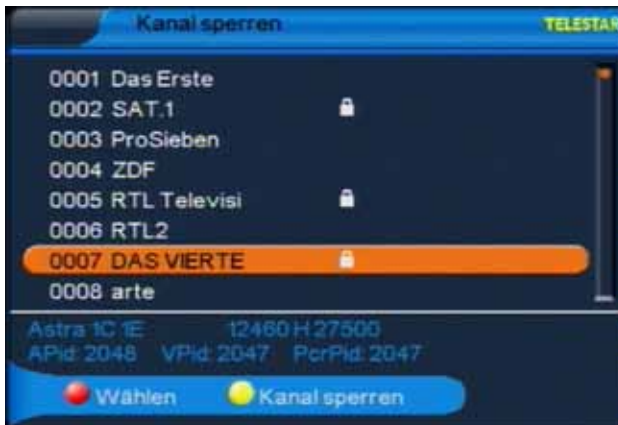 Kanal sperren TELESTAR
0001 Das Erste
0002 SAT.1
0003 ProSieben
0004 ZDF
0005 RTL Televisi
0006 RTL2
0007 DAS VIERTE
0008 arte
Astra 1C 1E 12460 H 27500
APid: 2048 VPid: 2047 PcrPid: 2047
Wählen Kanal sperren